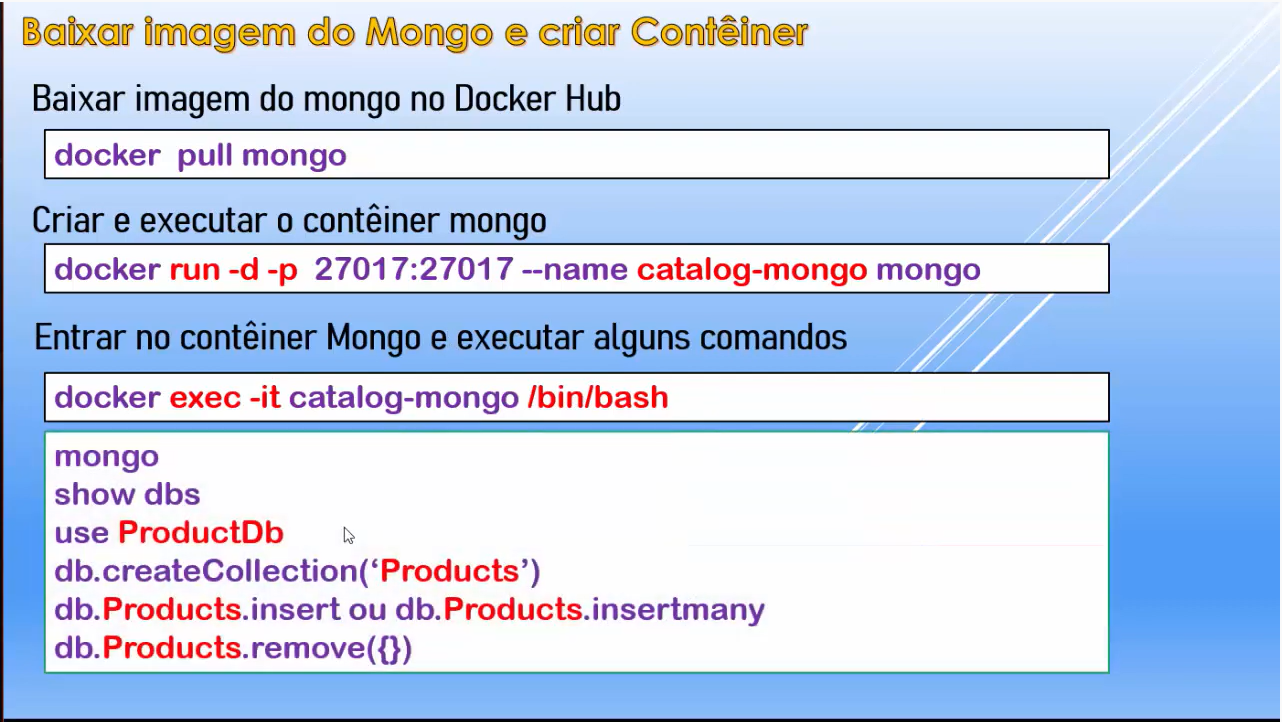 Baixar imagem do Mongo e criar Contêiner
Baixar imagem do mongo no Docker Hub
docker  pull mongo
Criar e executar o contêiner mongo
docker run -d -p  27017:27017 --name catalog-mongo mongo
Entrar no contêiner Mongo e executar alguns comandos
docker exec -it catalog-mongo /bin/bash
mongo
show dbs
use ProductDb
db.createCollection(‘Products’)
db.Products.insert ou db.Products.insertmany
db.Products.remove({})